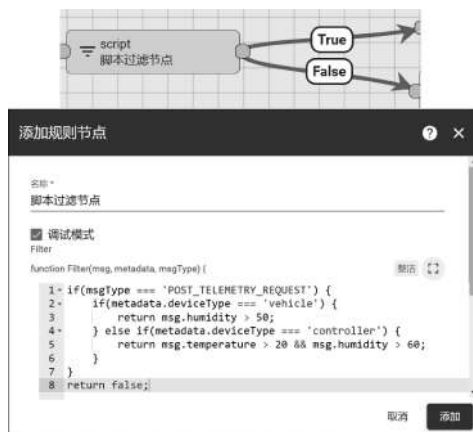 script
脚本过滤节点
True
False
添加规则节点
?
×
名称 *
脚本过滤节点
调试模式
Filter
function Filter(msg, metadata, msgType) {
整洁
1 if(msgType === 'POST_TELEMETRY_REQUEST') {
2 if(metadata.deviceType === 'vehicle') {
3 return msg.humidity > 50;
4 } else if(metadata.deviceType === 'controller') {
5 return msg.temperature > 20 && msg.humidity > 60;
6 }
7 }
8 return false;
取消
添加